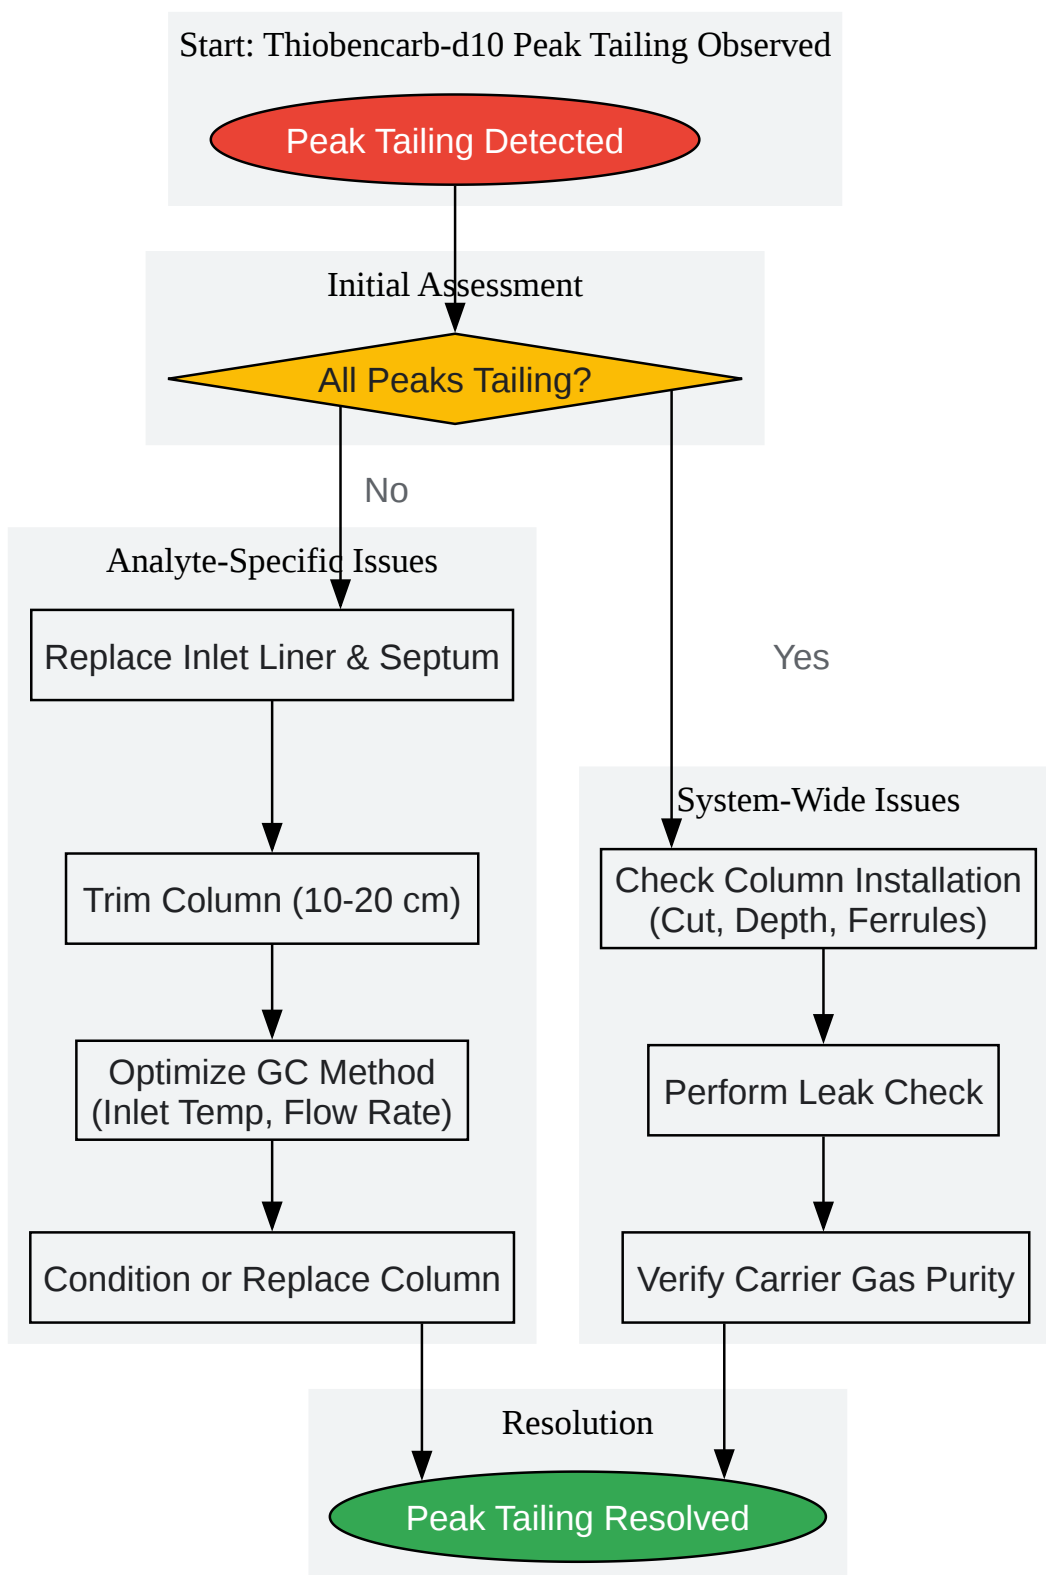 Start: Thiobencarb-d10 Peak Tailing Observed
Peak Tailing Detected
Initial Assessment
All Peaks Tailing?
No
Analyte-Specific Issues
Replace Inlet Liner & Septum
Trim Column (10-20 cm)
Optimize GC Method
(Inlet Temp, Flow Rate)
Condition or Replace Column
Yes
System-Wide Issues
Check Column Installation
(Cut, Depth, Ferrules)
Perform Leak Check
Verify Carrier Gas Purity
Resolution
Peak Tailing Resolved